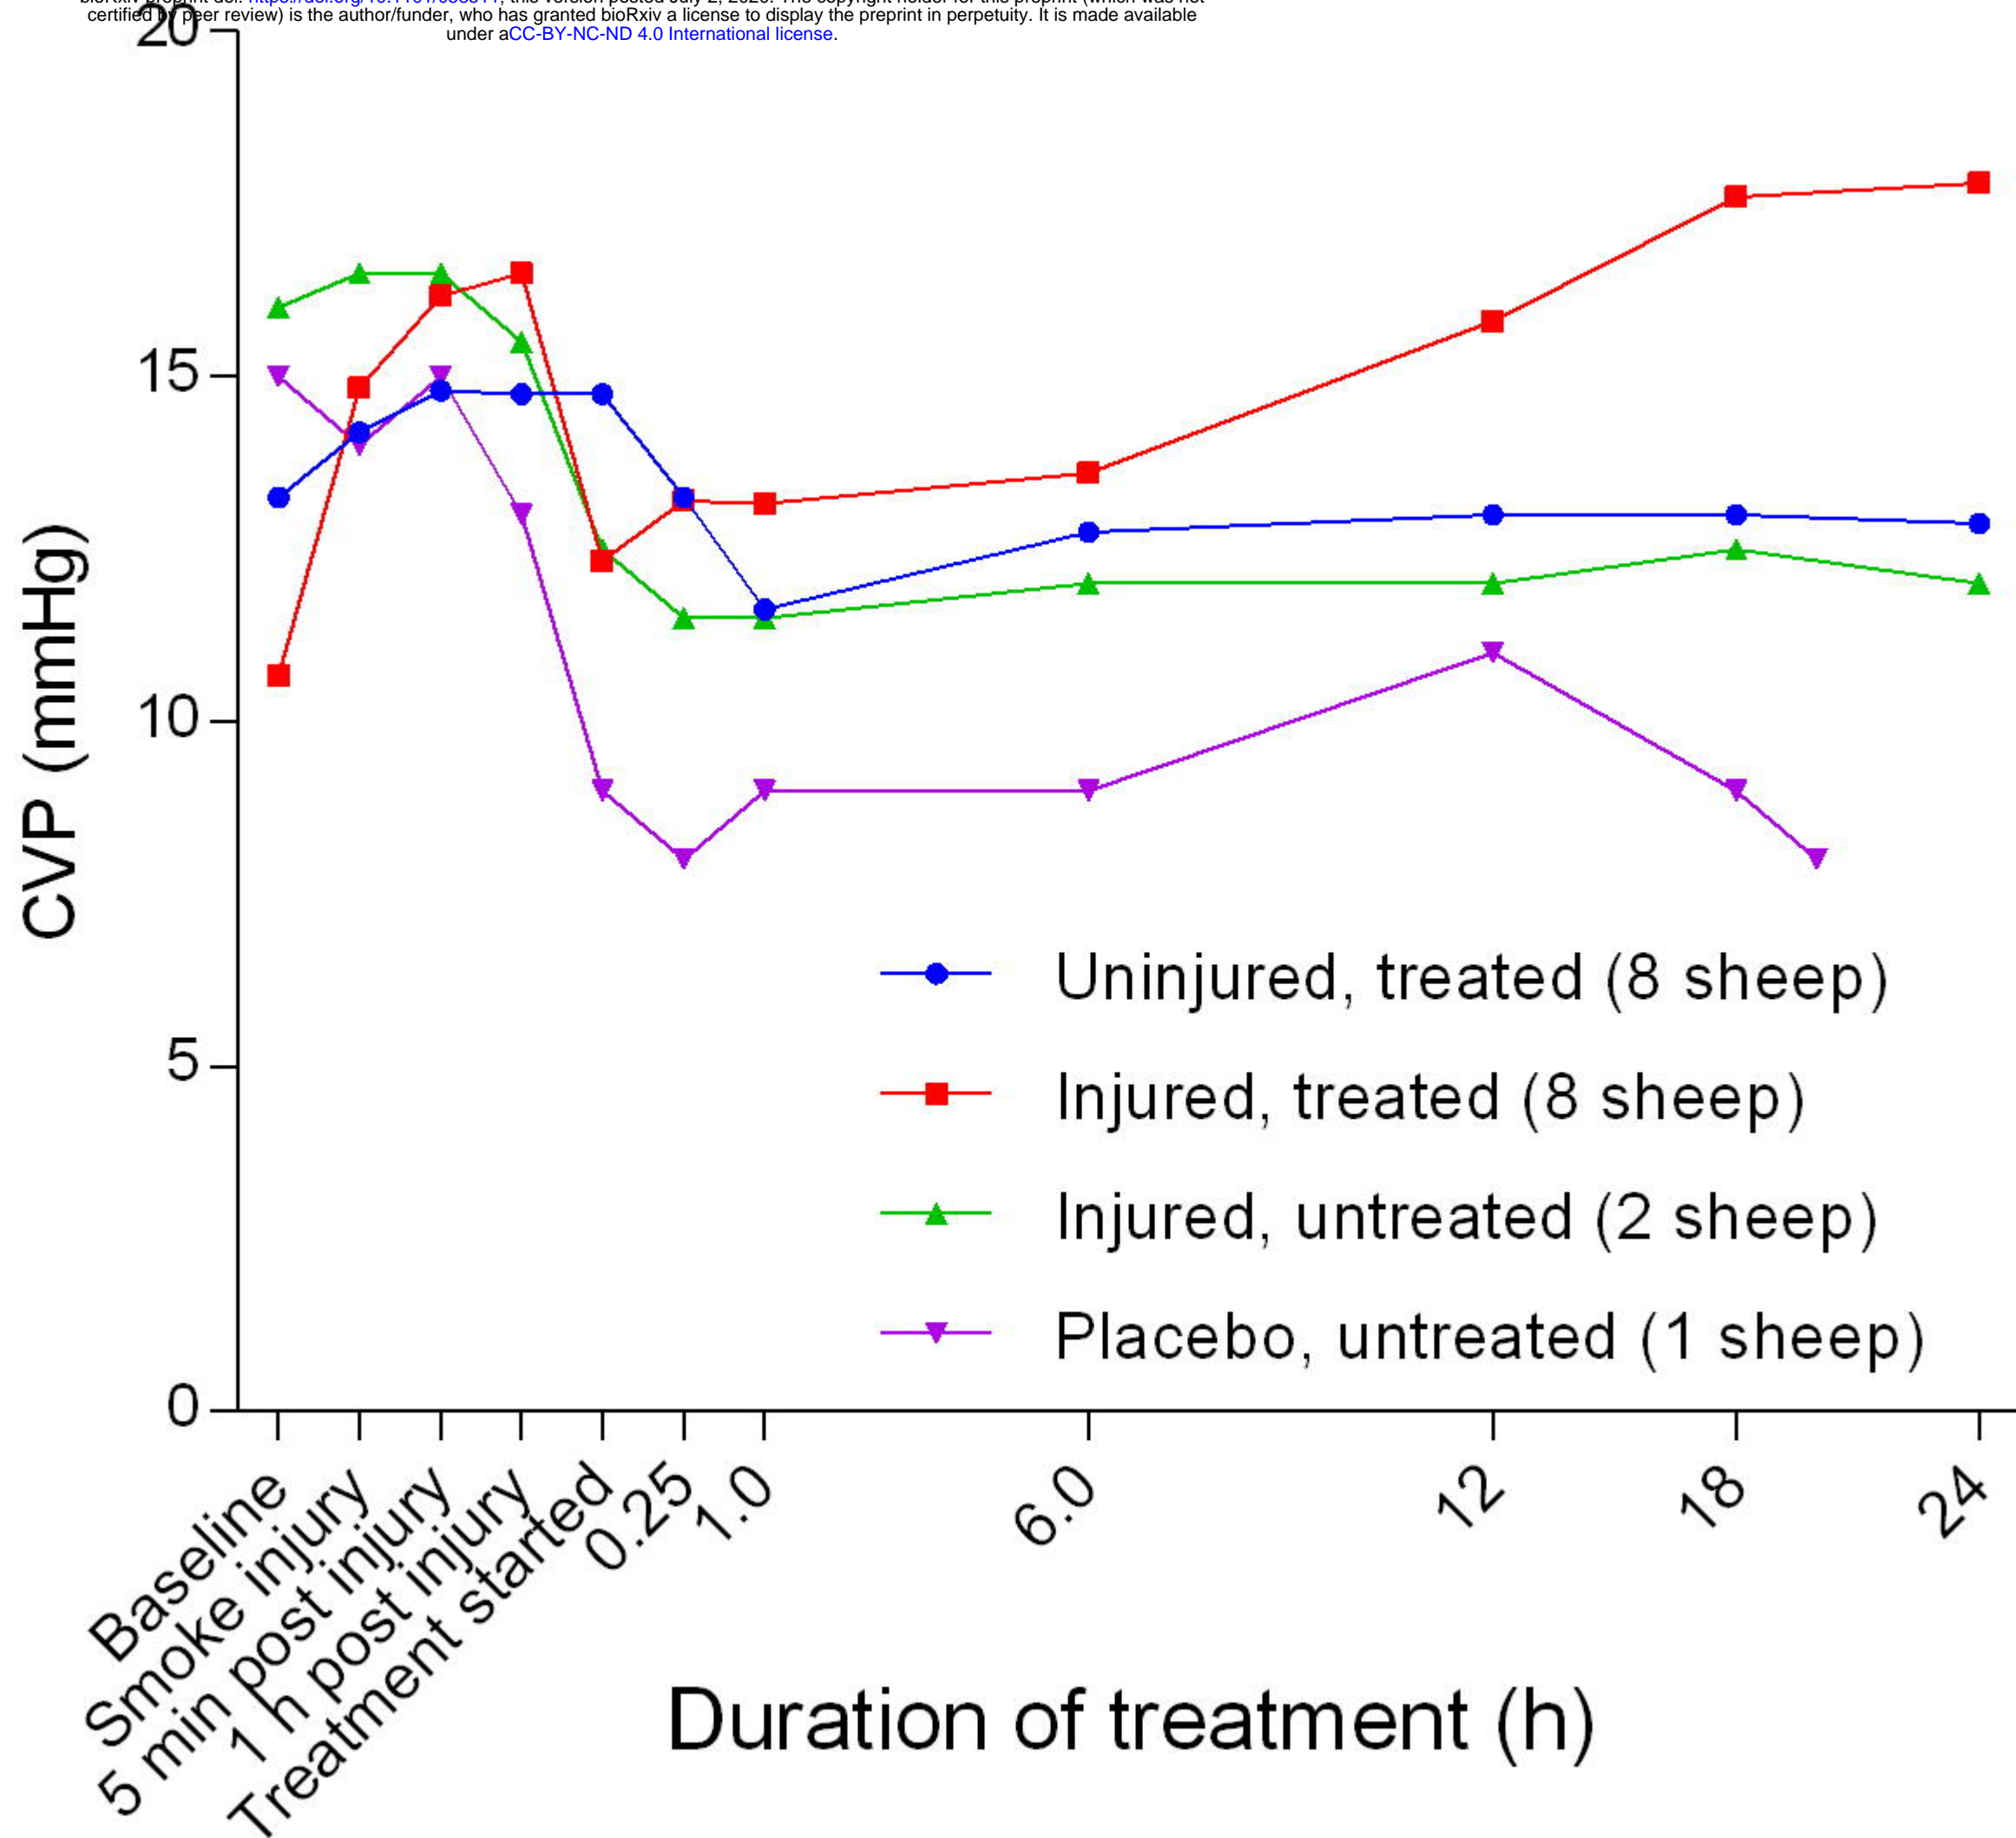 certified by peer review) is the author/funder, who has granted bioRxiv a license to display the preprint in perpetuity. It is made available
under aCC-BY-NC-ND 4.0 International license.
20
15
10
5
0
CVP (mmHg)
Uninjured, treated (8 sheep)
Injured, treated (8 sheep)
Injured, untreated (2 sheep)
Placebo, untreated (1 sheep)
Baseline
Smoke injury
5 min post injury
1 h post injury
Treatment started
0.25
1.0
6.0
12
18
24
Duration of treatment (h)